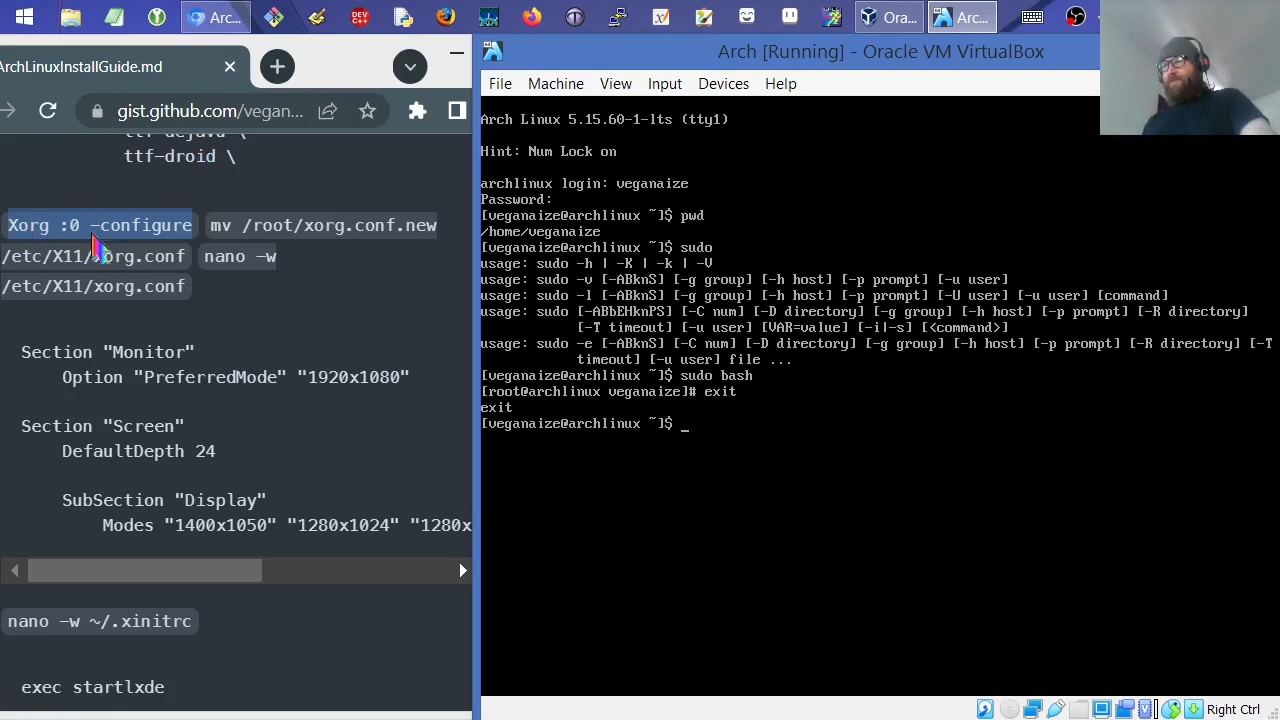 Arc...
DEV
C++
Ora...
Arc...
ArchLinuxInstallGuide.md
gist.github.com/vegan...
ttf-dejavu \
ttf-droid \
Xorg :0 -configure mv /root/xorg.conf.new
/etc/X11/xorg.conf nano -w
/etc/X11/xorg.conf
Section "Monitor"
Option "PreferredMode" "1920x1080"
Section "Screen"
DefaultDepth 24
SubSection "Display"
Modes "1400x1050" "1280x1024" "1280x
nano -w ~/.xinitrc
exec startlxde
Arch [Running] - Oracle VM VirtualBox
File Machine View Input Devices Help
Arch Linux 5.15.60-1-lts (tty1)
Hint: Num Lock on
archlinux login: veganaize
Password:
[veganaize@archlinux ~]$ pwd
/home/veganaize
[veganaize@archlinux ~]$ sudo
usage: sudo -h | -K | -k | -V
usage: sudo -v [-ABknS] [-g group] [-h host] [-p prompt] [-u user]
usage: sudo -l [-ABknS] [-g group] [-h host] [-p prompt] [-U user] [-u user] [command]
usage: sudo [-ABbEHknPS] [-C num] [-D directory] [-g group] [-h host] [-p prompt] [-R directory]
[-T timeout] [-u user] [VAR=value] [-i|-s] [<command>]
usage: sudo -e [-ABknS] [-C num] [-D directory] [-g group] [-h host] [-p prompt] [-R directory] [-T
timeout] [-u user] file ...
[veganaize@archlinux ~]$ sudo bash
[root@archlinux veganaize]# exit
exit
[veganaize@archlinux ~]$ _
Right Ctrl